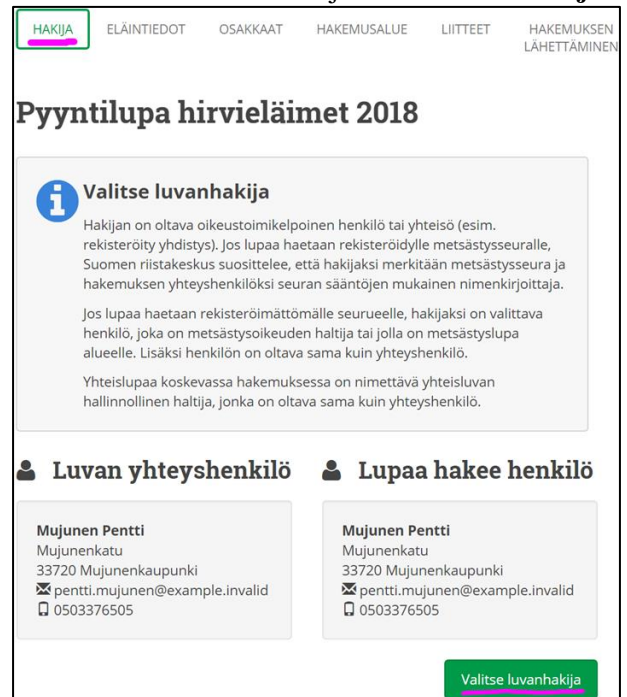 HAKIJA ELÄINTIEDOT OSAKKAAT HAKEMUSALUE LIITTEET HAKEMUKSEN
LÄHETTÄMINEN
Pyyntilupa hirvieläimet 2018
Valitse luvanhakija
Hakijan on oltava oikeustoimikelpoinen henkilö tai yhteisö (esim.
rekisteröity yhdistys). Jos lupaa haetaan rekisteröidylle metsästysseuralle,
Suomen riistakeskus suosittelee, että hakijaksi merkitään metsästysseura ja
hakemuksen yhteyshenkilöksi seuran sääntöjen mukainen nimenkirjoittaja.
Jos lupaa haetaan rekisteröimättömälle seurueelle, hakijaksi on valittava
henkilö, joka on metsästysoikeuden haltija tai jolla on metsästyslupa
alueelle. Lisäksi henkilön on oltava sama kuin yhteyshenkilö.
Yhteislupaa koskevassa hakemuksessa on nimettävä yhteisluvan
hallinnollinen haltija, jonka on oltava sama kuin yhteyshenkilö.
Luvan yhteyshenkilö
Mujunen Pentti
Mujunenkatu
33720 Mujunenkaupunki
pentti.mujunen@example.invalid
0503376505
Lupaa hakee henkilö
Mujunen Pentti
Mujunenkatu
33720 Mujunenkaupunki
pentti.mujunen@example.invalid
0503376505
Valitse luvanhakija